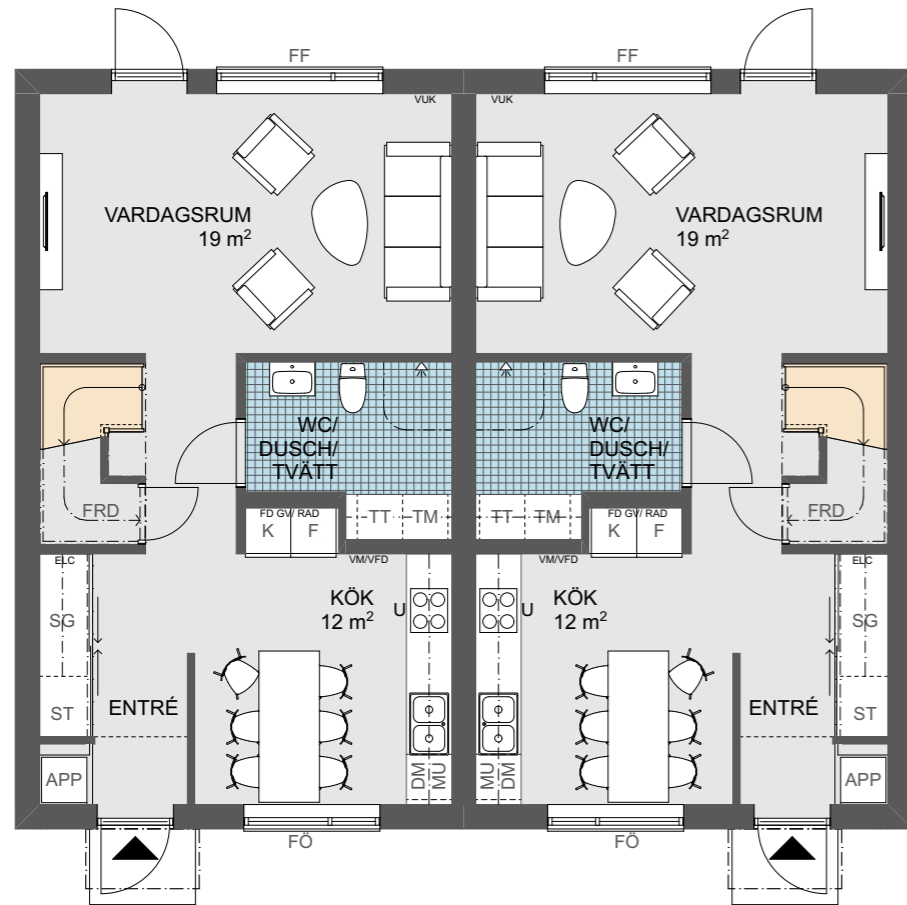 FF
FF
VUK
VUK
VARDAGSRUM
19 m²
VARDAGSRUM
19 m²
WC/
DUSCH/
TVÄTT
WC/
DUSCH/
TVÄTT
FRD
FD GV/ RAD
K F
TT TM
TT TM
FD GV/ RAD
K F
FRD
ELC
VM/VFD
VM/VFD
ELC
SG
KÖK
12 m²
U
U
KÖK
12 m²
SG
ST
ENTRÉ
ENTRÉ
ST
APP
DM
MU
MU
DM
APP
FÖ
FÖ